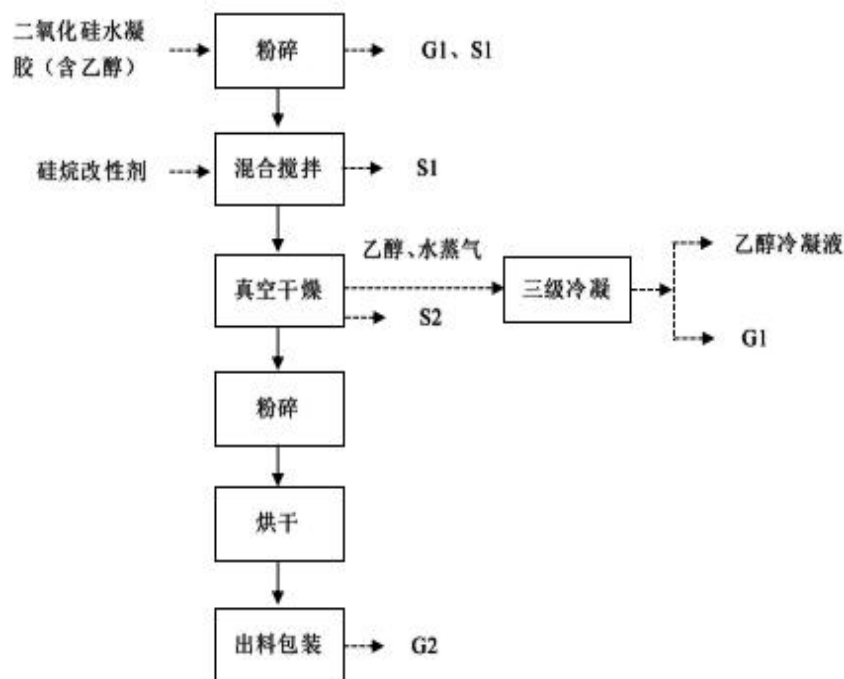 二氧化硅水凝
胶（含乙醇）
粉碎
G1、S1
硅烷改性剂
混合搅拌
S1
乙醇、水蒸气
真空干燥
三级冷凝
乙醇冷凝液
S2
G1
粉碎
烘干
出料包装
G2